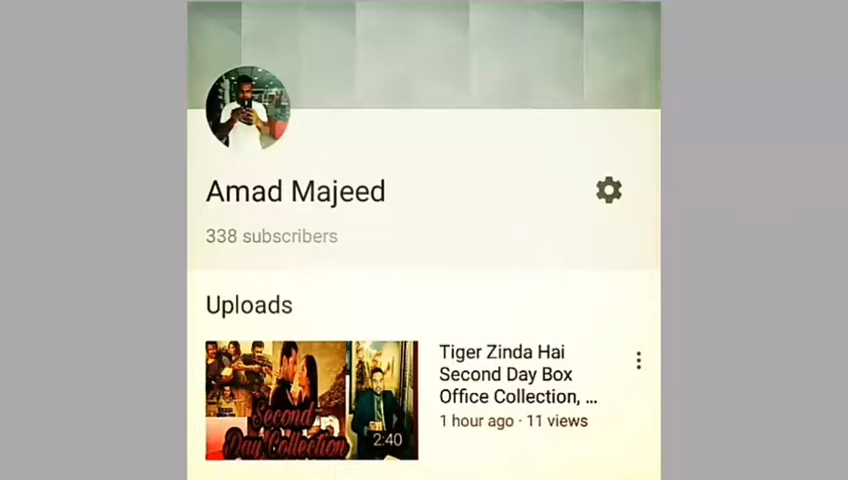 Amad Majeed
338 subscribers
Uploads
Second
Day Collection
2:40
Tiger Zinda Hai
Second Day Box
Office Collection, ...
1 hour ago · 11 views